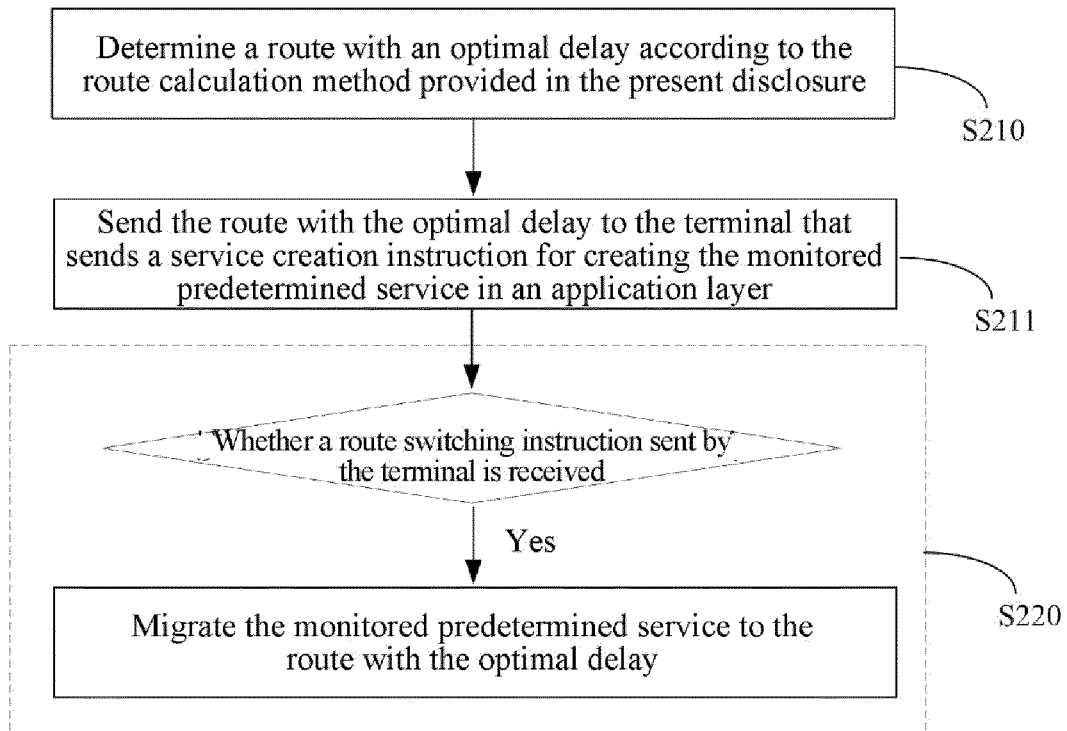 Determine a route with an optimal delay according to the
route calculation method provided in the present disclosure
S210
Send the route with the optimal delay to the terminal that
sends a service creation instruction for creating the monitored
predetermined service in an application layer
S211
Whether a route switching instruction sent by
the terminal is received
Yes
S220
Migrate the monitored predetermined service to the
route with the optimal delay